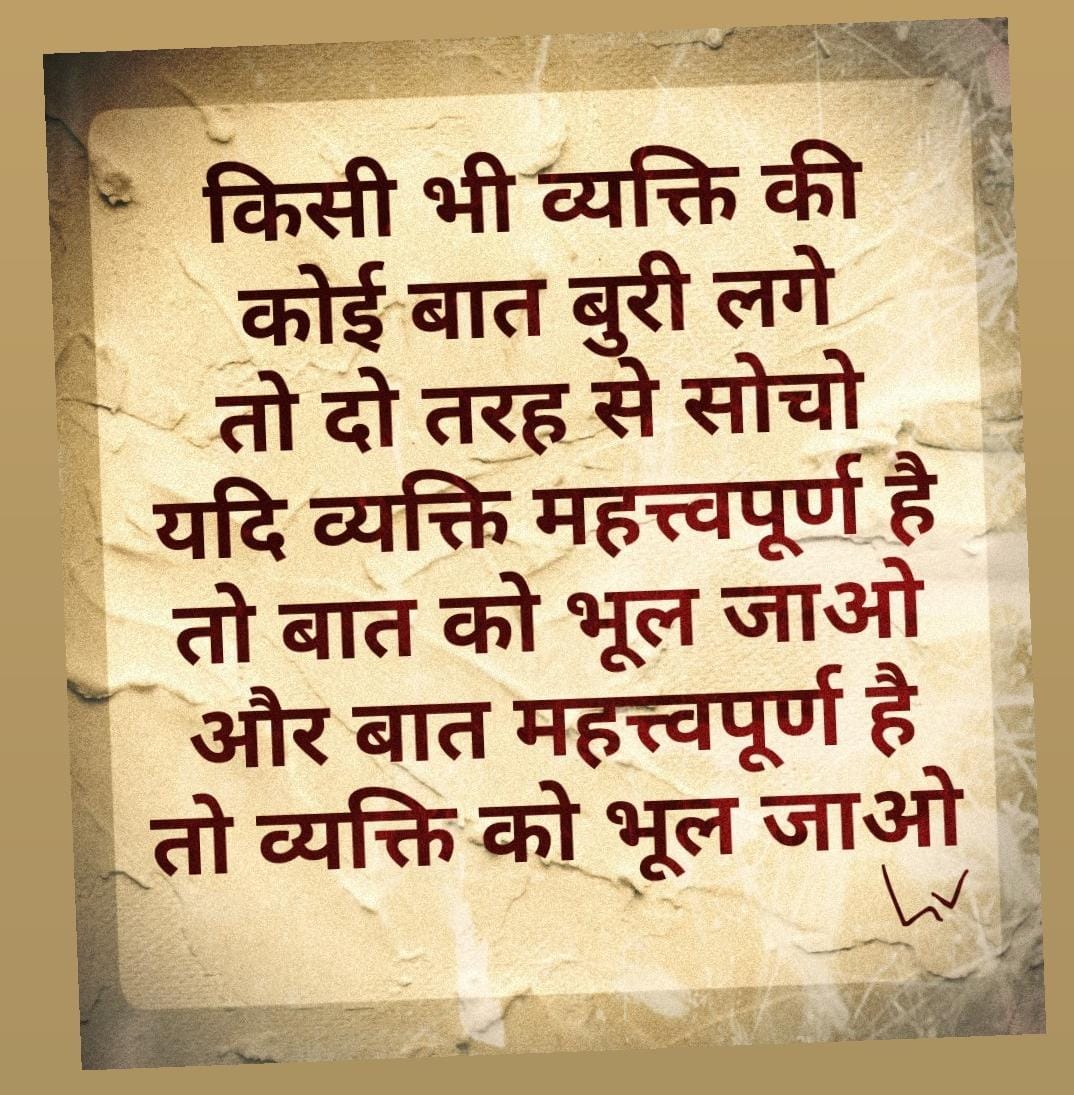 किसी भी व्यक्ति की
कोई बात बुरी लगे
तो दो तरह से सोचो
यदि व्यक्ति महत्त्वपूर्ण है
तो बात को भूल जाओ
और बात महत्त्वपूर्ण है
तो व्यक्ति को भूल जाओ